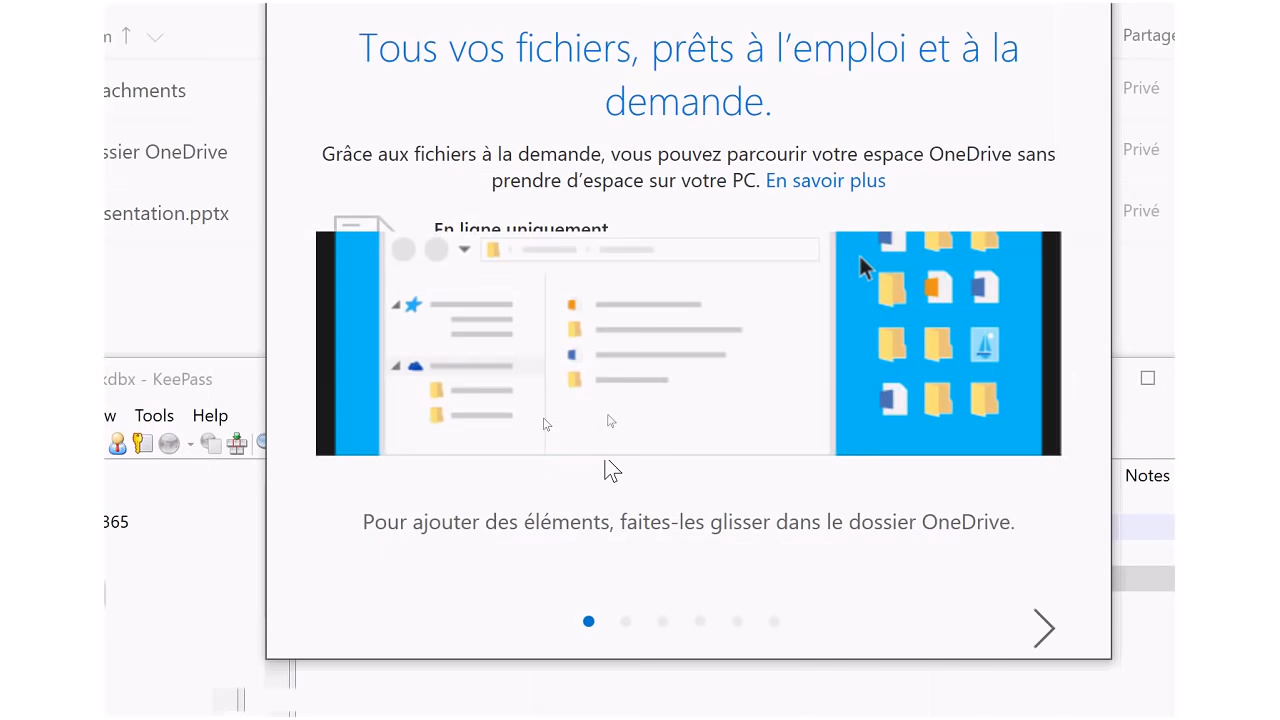 m
Partage
Tous vos fichiers, prêts à l’emploi et à la
demande.
achments
Privé
ssier OneDrive
Privé
Grâce aux fichiers à la demande, vous pouvez parcourir votre espace OneDrive sans
prendre d’espace sur votre PC. En savoir plus
sentation.pptx
Privé
En ligne uniquement
xdbx - KeePass
w Tools Help
Notes
365
Pour ajouter des éléments, faites-les glisser dans le dossier OneDrive.